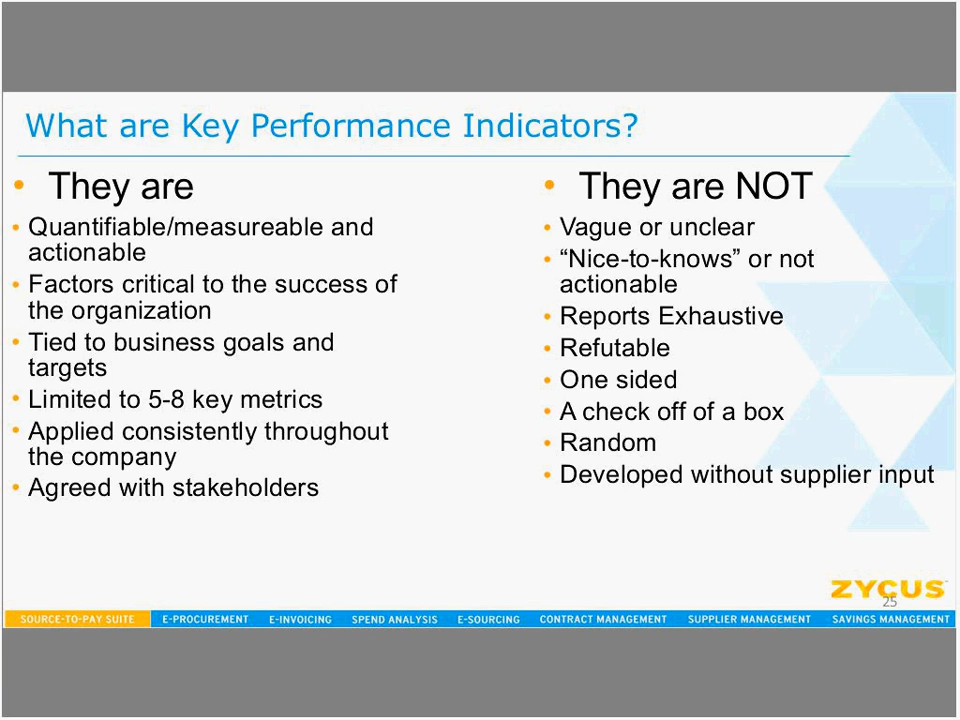 What are Key Performance Indicators?
• They are
• Quantifiable/measureable and
actionable
• Factors critical to the success of
the organization
• Tied to business goals and
targets
• Limited to 5-8 key metrics
• Applied consistently throughout
the company
• Agreed with stakeholders
• They are NOT
• Vague or unclear
• “Nice-to-knows” or not
actionable
• Reports Exhaustive
• Refutable
• One sided
• A check off of a box
• Random
• Developed without supplier input
ZYCUS
25
SOURCE-TO-PAY SUITE E-PROCUREMENT E-INVOICING SPEND ANALYSIS E-SOURCING CONTRACT MANAGEMENT SUPPLIER MANAGEMENT SAVINGS MANAGEMENT